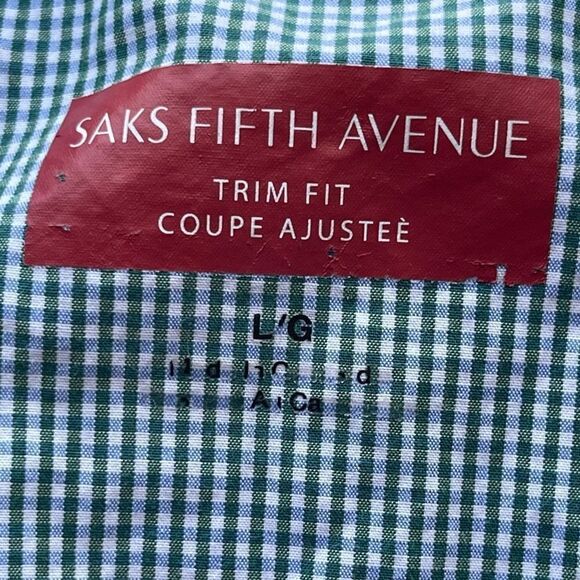 SAKS FIFTH AVENUE
TRIM FIT
COUPE AJUSTEÈ
L/G